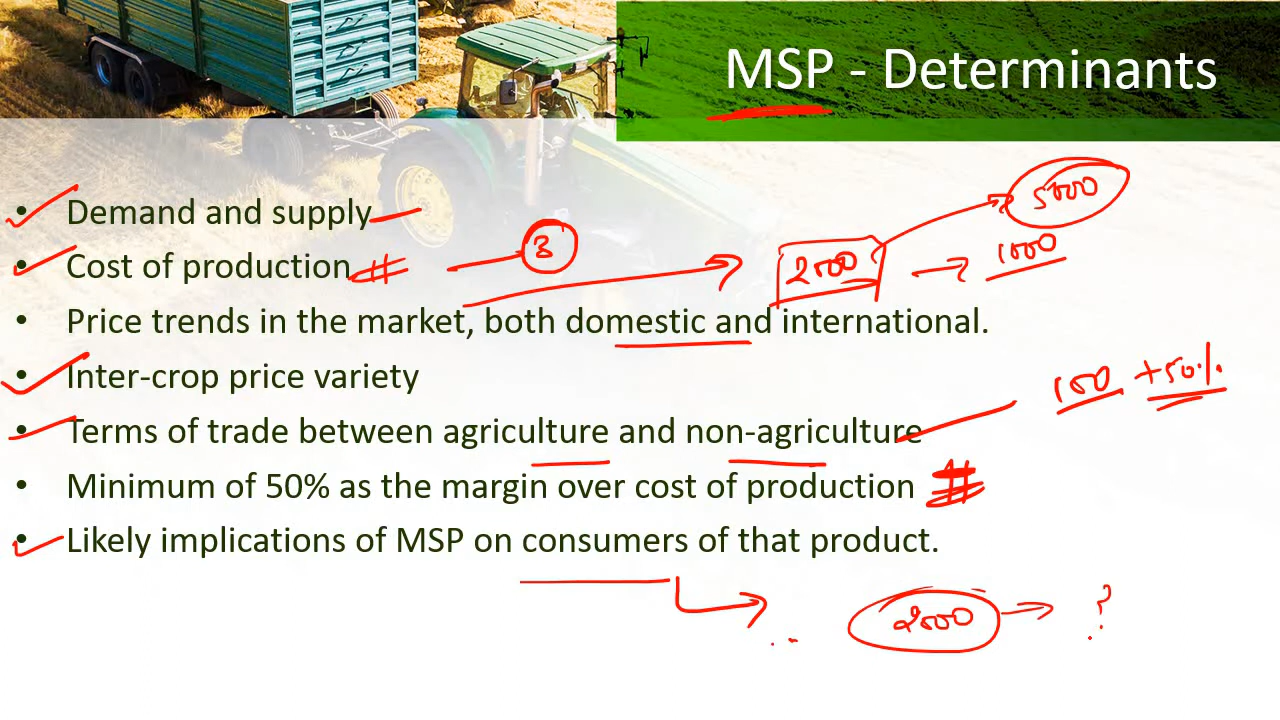 MSP - Determinants
5000
• Demand and supply
3
1000
2000
• Cost of production
• Price trends in the market, both domestic and international.
• Inter-crop price variety
100 +50%
• Terms of trade between agriculture and non-agriculture
• Minimum of 50% as the margin over cost of production #
• Likely implications of MSP on consumers of that product.
2000 ?